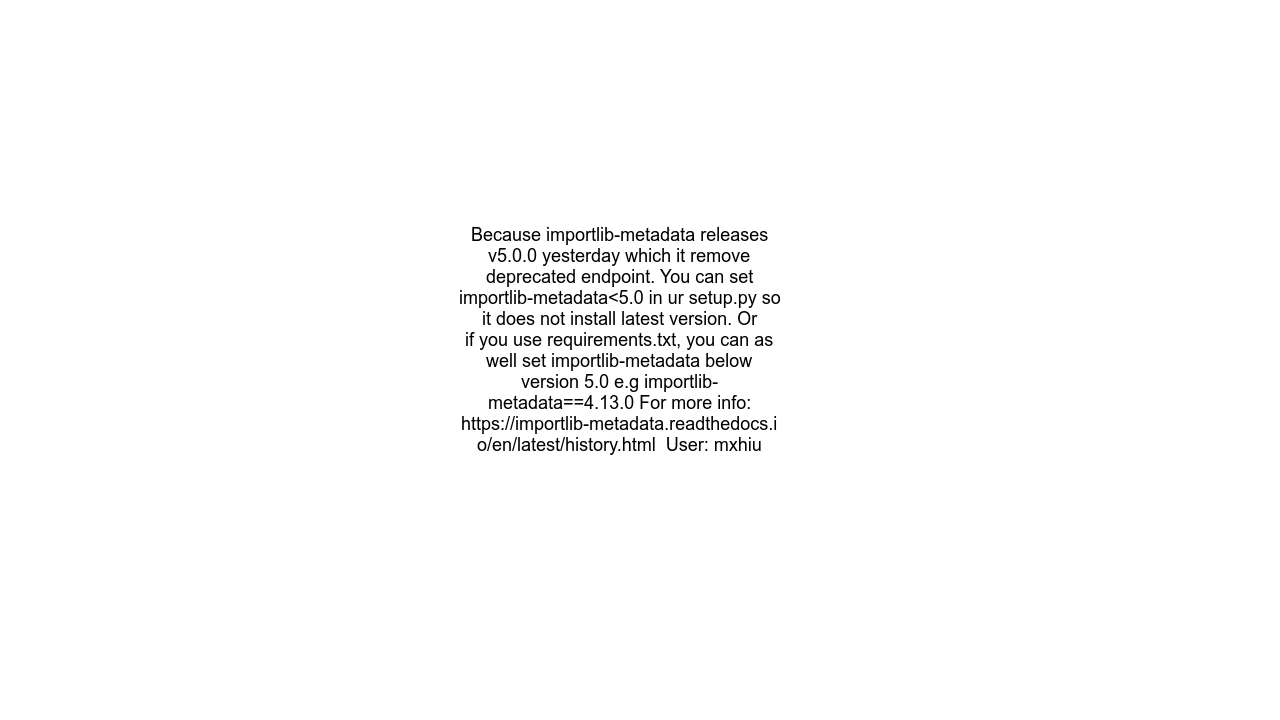 Because importlib-metadata releases
v5.0.0 yesterday which it remove
deprecated endpoint. You can set
importlib-metadata<5.0 in ur setup.py so
it does not install latest version. Or
if you use requirements.txt, you can as
well set importlib-metadata below
version 5.0 e.g importlib-
metadata==4.13.0 For more info:
https://importlib-metadata.readthedocs.i
o/en/latest/history.html  User: mxhiu